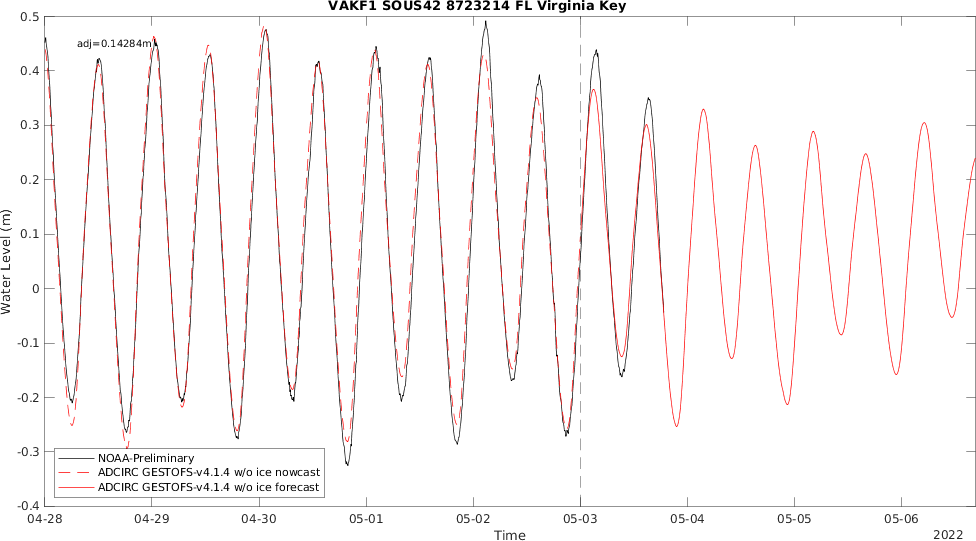 VAKF1 SOUS42 8723214 FL Virginia Key
adj=0.14284m
0.5
0.4
0.3
0.2
0.1
0
-0.1
-0.2
-0.3
-0.4
Water Level (m)
NOAA-Preliminary
ADCIRC GESTOFS-v4.1.4 w/o ice nowcast
ADCIRC GESTOFS-v4.1.4 w/o ice forecast
04-28 04-29 04-30 05-01 05-02 05-03 05-04 05-05 05-06
Time
2022